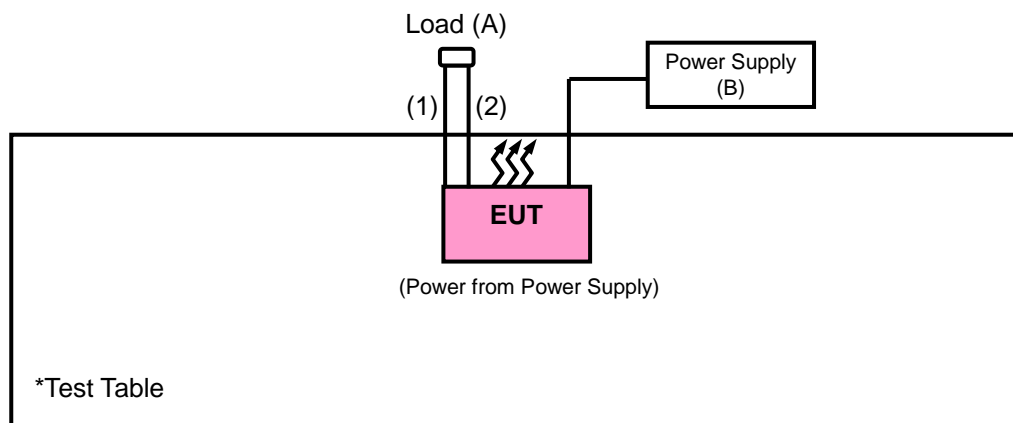 Load (A)
Power Supply
(B)
(1) (2)
EUT
(Power from Power Supply)
*Test Table